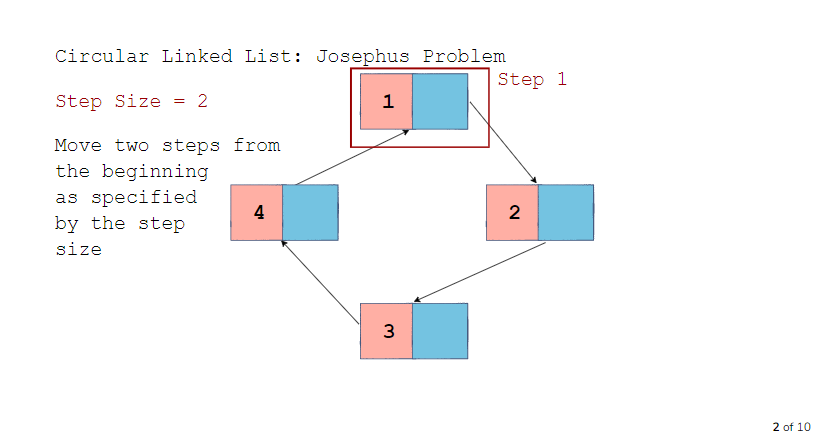 Circular Linked List: Josephus Problem
Step 1
Step Size = 2
1
Move two steps from
the beginning
as specified
by the step
size
4
2
3
2 of 10